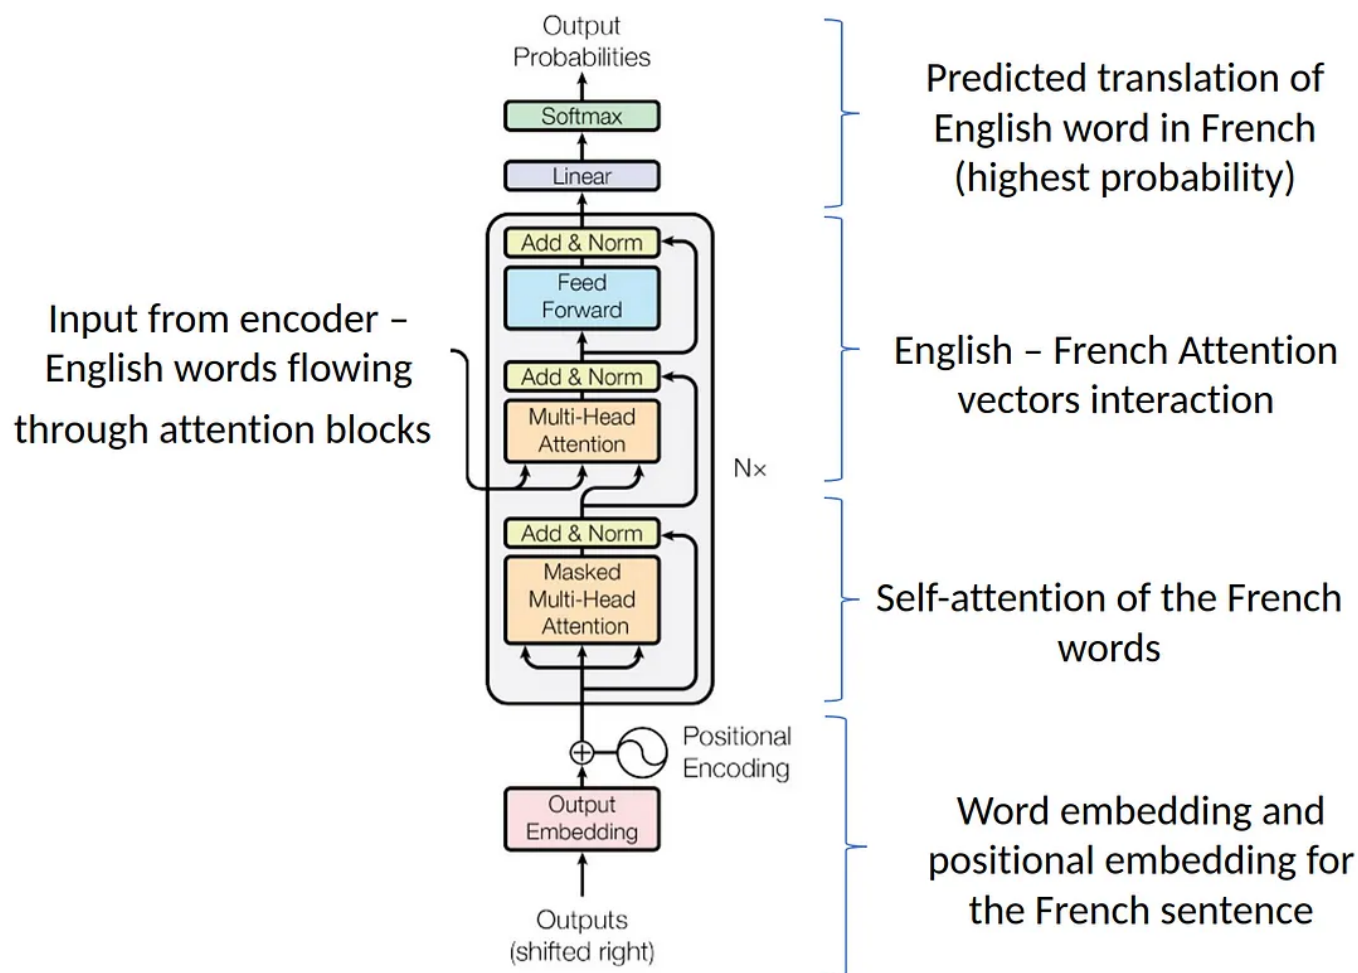 Output
Probabilities
Softmax
Linear
Add & Norm
Feed
Forward
Add & Norm
Multi-Head
Attention
Nx
Add & Norm
Masked
Multi-Head
Attention
Positional
Encoding
Output
Embedding
Outputs
(shifted right)
Input from encoder –
English words flowing
through attention blocks
Predicted translation of
English word in French
(highest probability)
English – French Attention
vectors interaction
Self-attention of the French
words
Word embedding and
positional embedding for
the French sentence